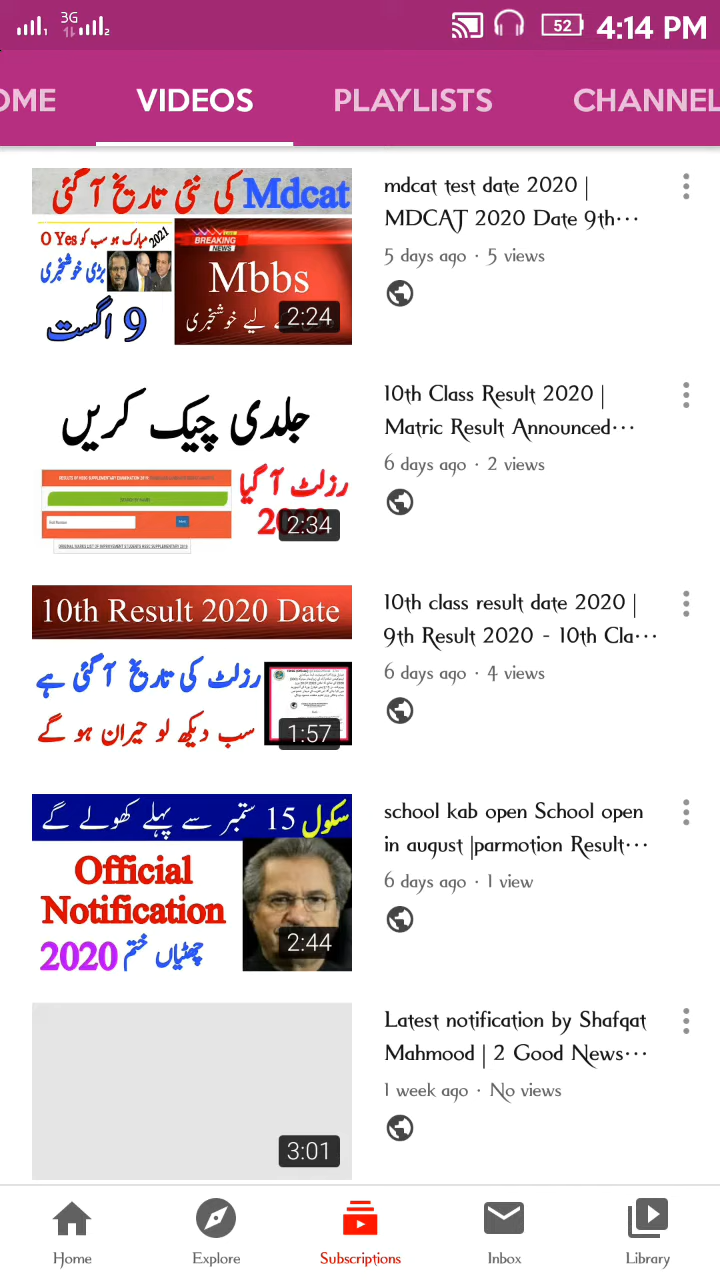 3G
52
4:14 PM
OME
VIDEOS
PLAYLISTS
CHANNEL
Mdcat کی نئی تاریخ آ گئی
O Yes مبارک ہو سب کو 2021
بڑی خوشخبری
9 اگست
BREAKING
NEWS
Mbbs
لیے خوشخبری
2:24
mdcat test date 2020 |
MDCAT 2020 Date 9th...
5 days ago · 5 views
جلدی چیک کریں
رزلٹ آ گیا
2:34
10th Class Result 2020 |
Matric Result Announced...
6 days ago · 2 views
10th Result 2020 Date
رزلٹ کی تاریخ آ گئی ہے
سب دیکھ لو حیران ہو گے
1:57
10th class result date 2020 |
9th Result 2020 - 10th Cla...
6 days ago · 4 views
سکول 15 ستمبر سے پہلے کھولے گے
Official
Notification
2020 چھٹیاں ختم
2:44
school kab open School open
in august |parmotion Result...
6 days ago · 1 view
3:01
Latest notification by Shafqat
Mahmood | 2 Good News...
1 week ago · No views
Home
Explore
Subscriptions
Inbox
Library